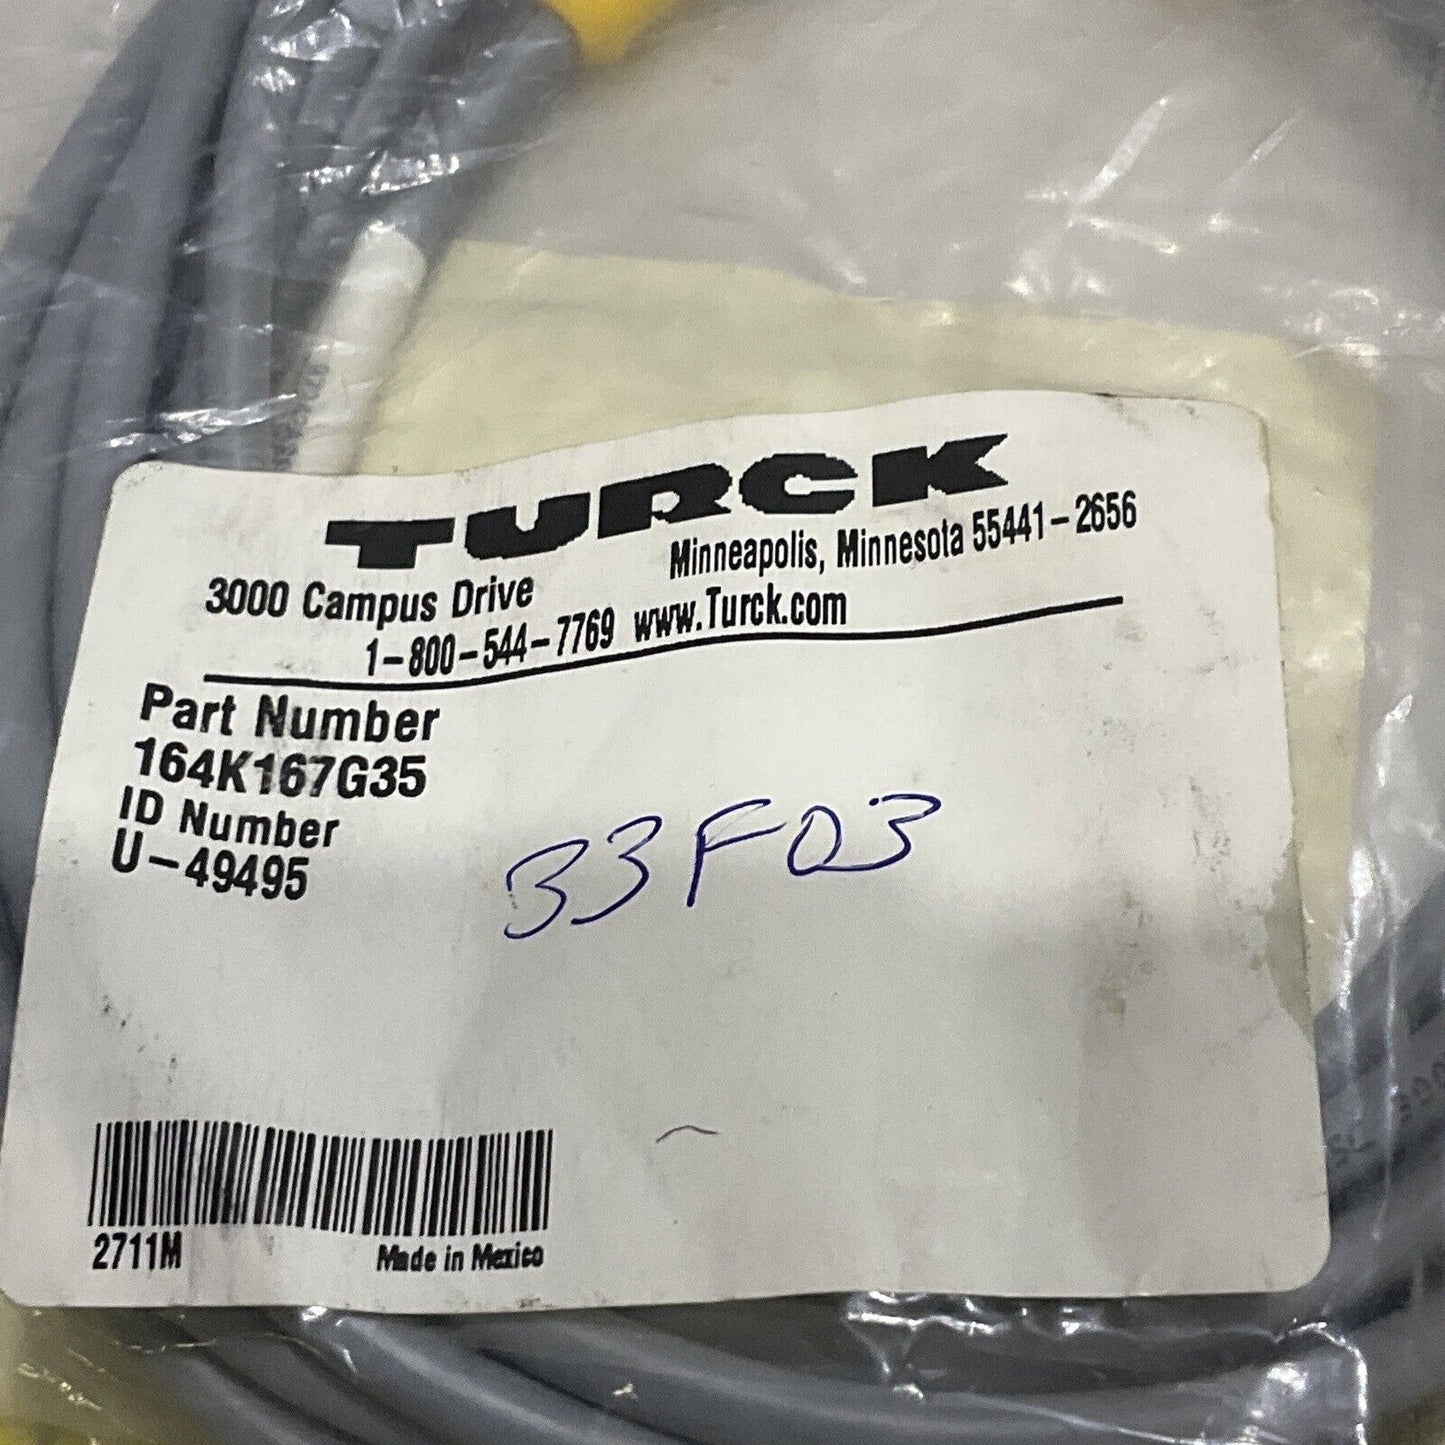 TURCK
3000 Campus Drive Minneapolis, Minnesota 55441-2656
1-800-544-7769 www.Turck.com
Part Number
164K167G35
ID Number
U-49495
33F03
2711M Made in Mexico